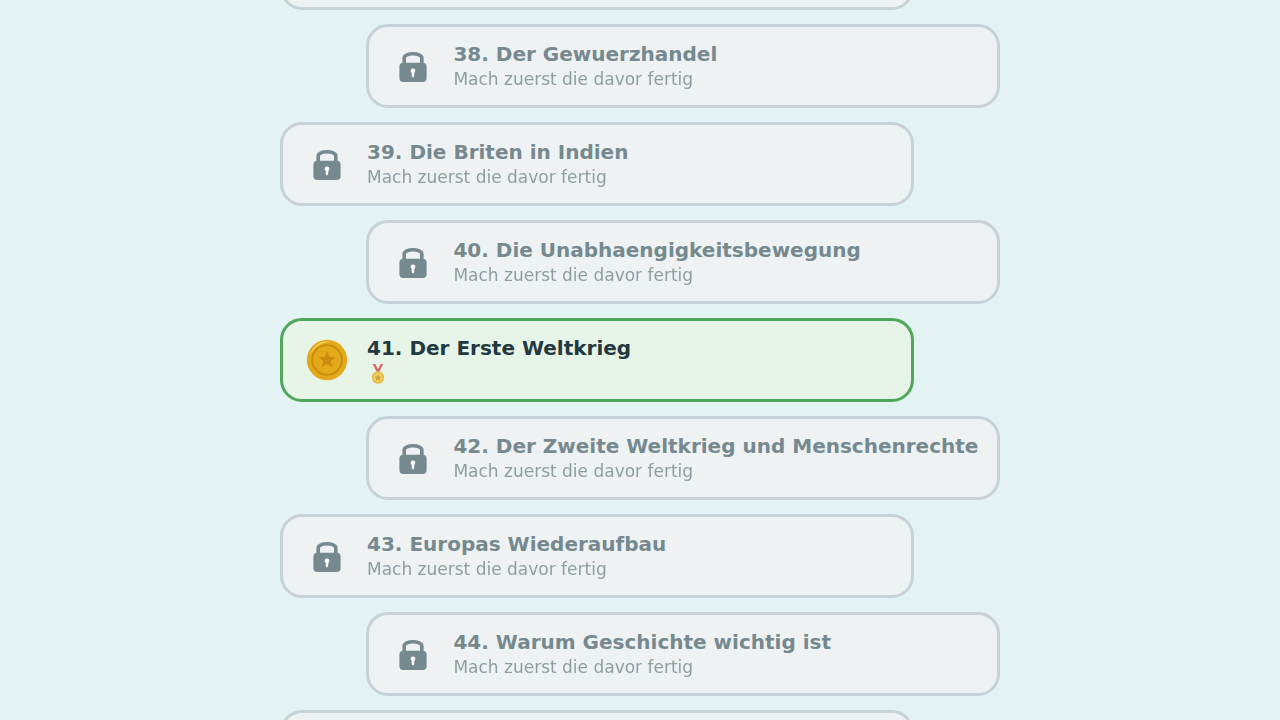 38. Der Gewuerzhandel
Mach zuerst die davor fertig
39. Die Briten in Indien
Mach zuerst die davor fertig
40. Die Unabhaengigkeitsbewegung
Mach zuerst die davor fertig
41. Der Erste Weltkrieg
42. Der Zweite Weltkrieg und Menschenrechte
Mach zuerst die davor fertig
43. Europas Wiederaufbau
Mach zuerst die davor fertig
44. Warum Geschichte wichtig ist
Mach zuerst die davor fertig